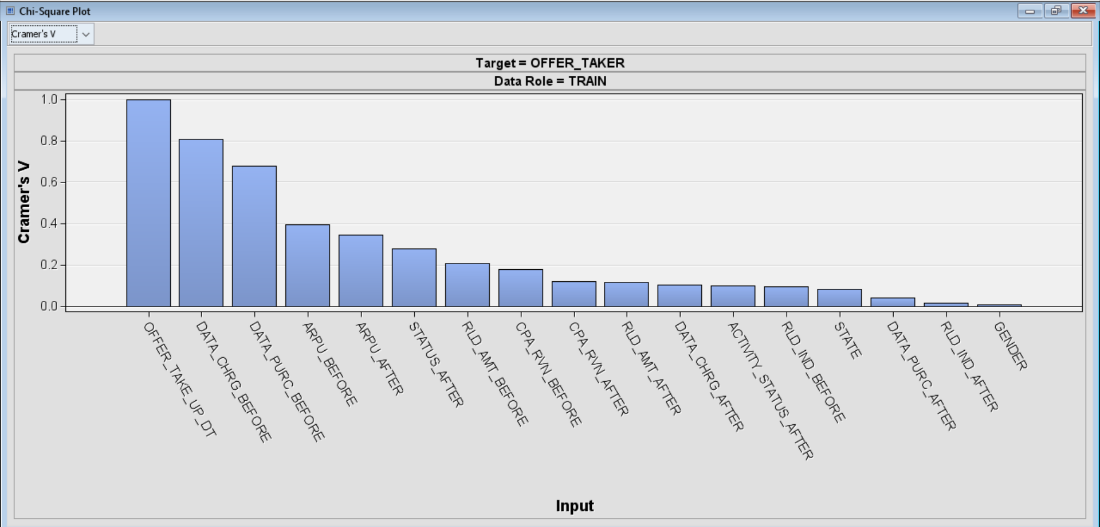 Chi-Square Plot
Cramer's V
Target = OFFER_TAKER
Data Role = TRAIN
Cramer's V
1.0
0.8
0.6
0.4
0.2
0.0
OFFER_TAKE_UP_DT
DATA_CHRG_BEFORE
DATA_PURC_BEFORE
ARPU_BEFORE
ARPU_AFTER
STATUS_AFTER
RLD_AMT_BEFORE
CPA_RVN_BEFORE
CPA_RVN_AFTER
RLD_AMT_AFTER
DATA_CHRG_AFTER
ACTIVITY_STATUS_AFTER
RLD_IND_BEFORE
STATE
DATA_PURC_AFTER
RLD_IND_AFTER
GENDER
Input